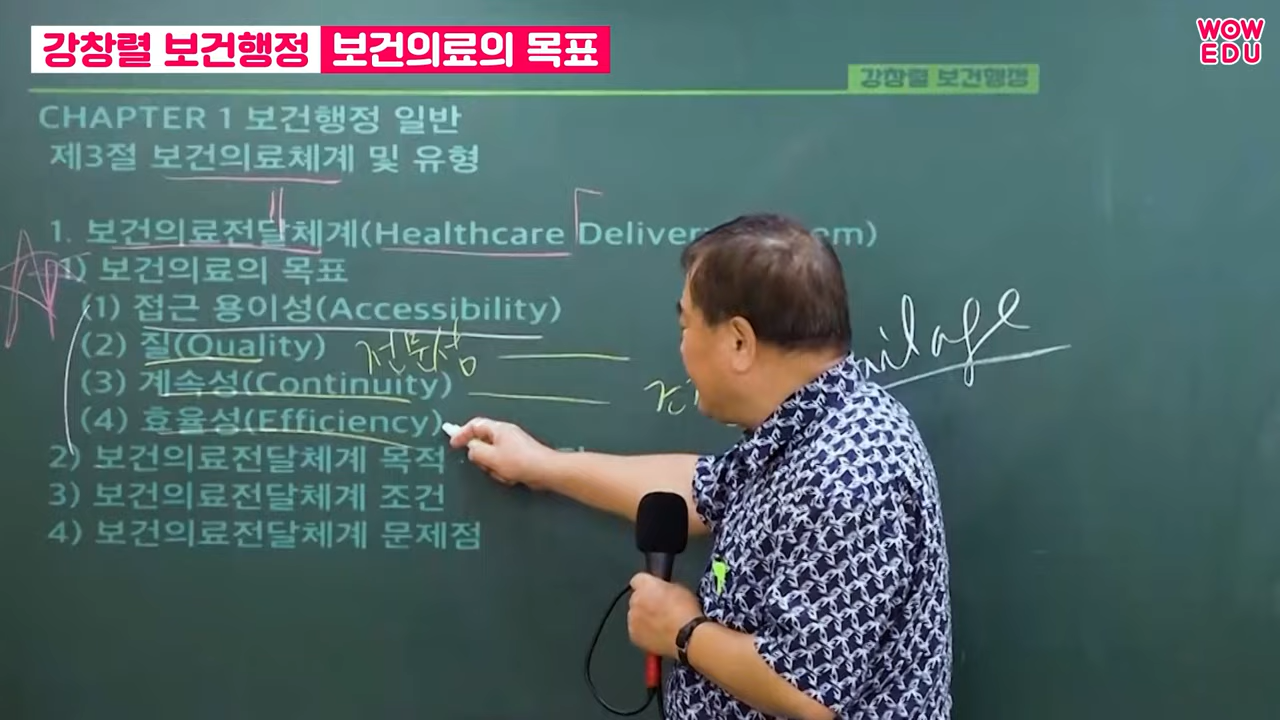 강창렬 보건행정 보건의료의 목표
WOW
EDU
강창렬 보건행정
CHAPTER 1 보건행정 일반
제3절 보건의료체계 및 유형
1. 보건의료전달체계(Healthcare Deliver em)
1) 보건의료의 목표
(1) 접근 용이성(Accessibility)
(2) 질(Quality) 전문성
(3) 계속성(Continuity)
(4) 효율성(Efficiency)
2) 보건의료전달체계 목적
3) 보건의료전달체계 조건
4) 보건의료전달체계 문제점